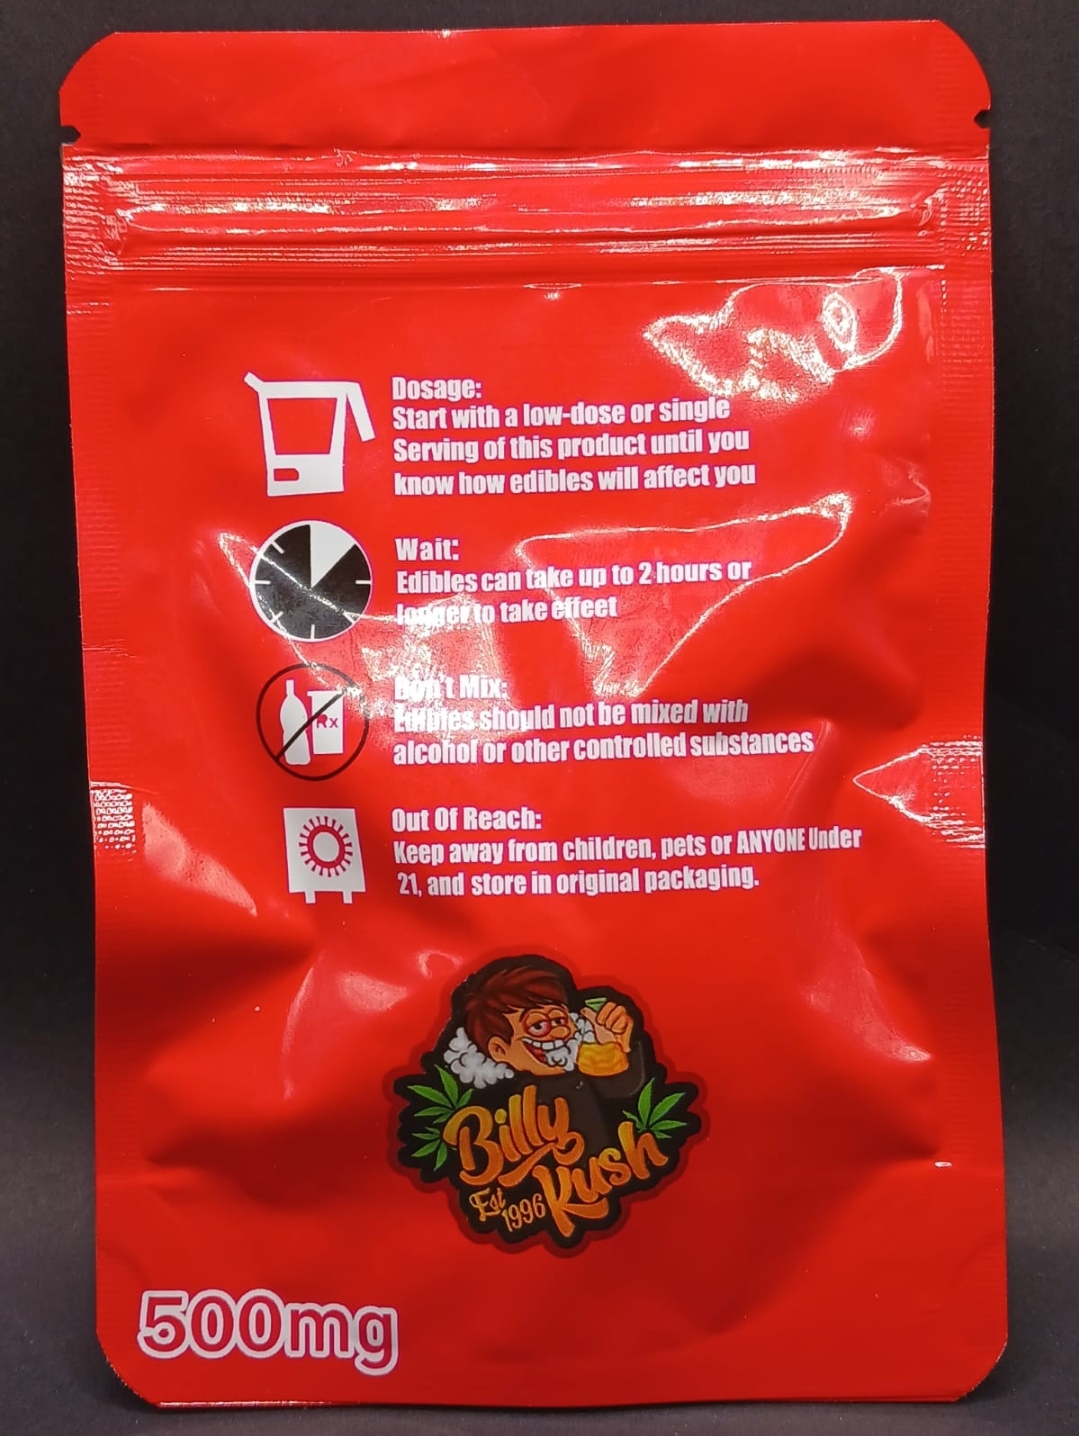 Dosage:
Start with a low-dose or single
Serving of this product until you
know how edibles will affect you
Wait:
Edibles can take up to 2 hours or
longer to take effeet
Don't Mix:
Edibles should not be mixed with
alcohol or other controlled substances
Rx
Out Of Reach:
Keep away from children, pets or ANYONE Under
21, and store in original packaging.
Billy
Kush
Est
1996
500mg